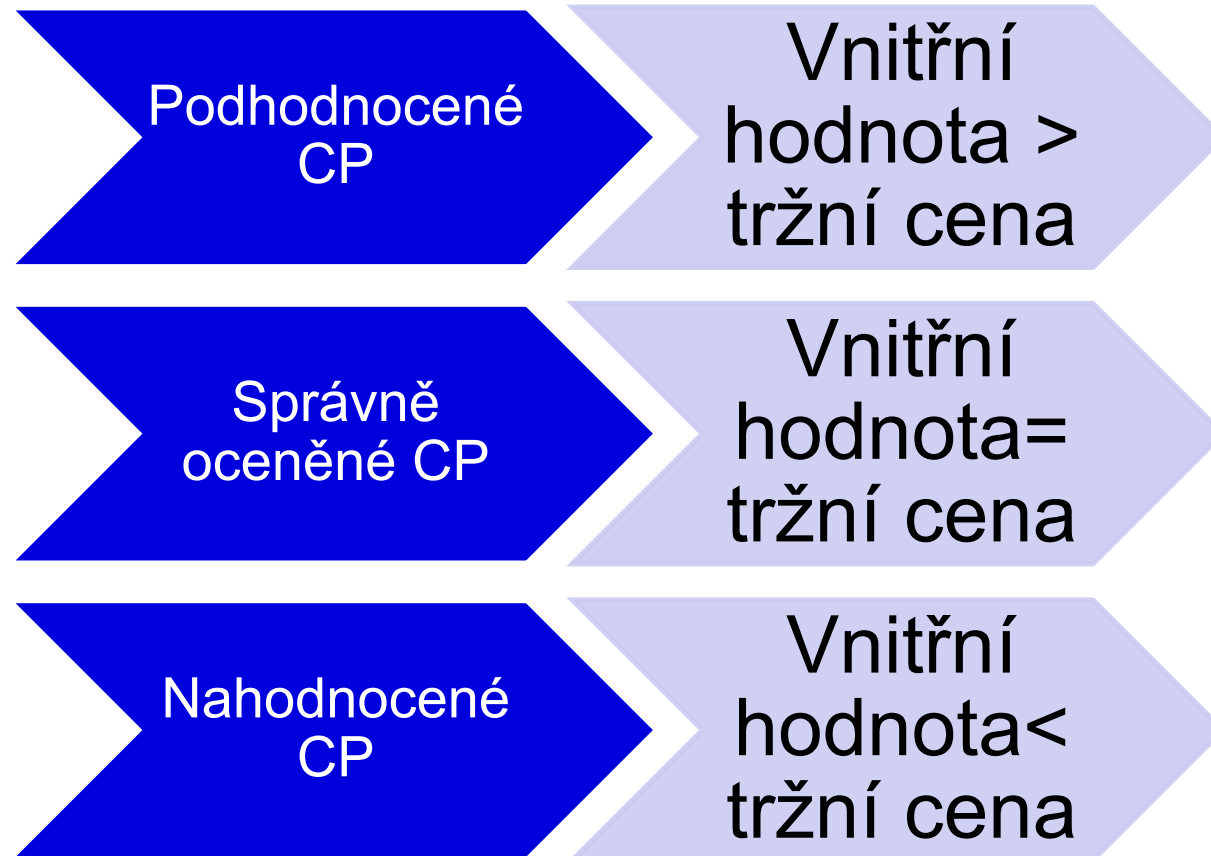 Podhodnocené
CP
Vnitřní
hodnota >
tržní cena
Správně
oceněné CP
Vnitřní
hodnota=
tržní cena
Nahodnocené
CP
Vnitřní
hodnota<
tržní cena